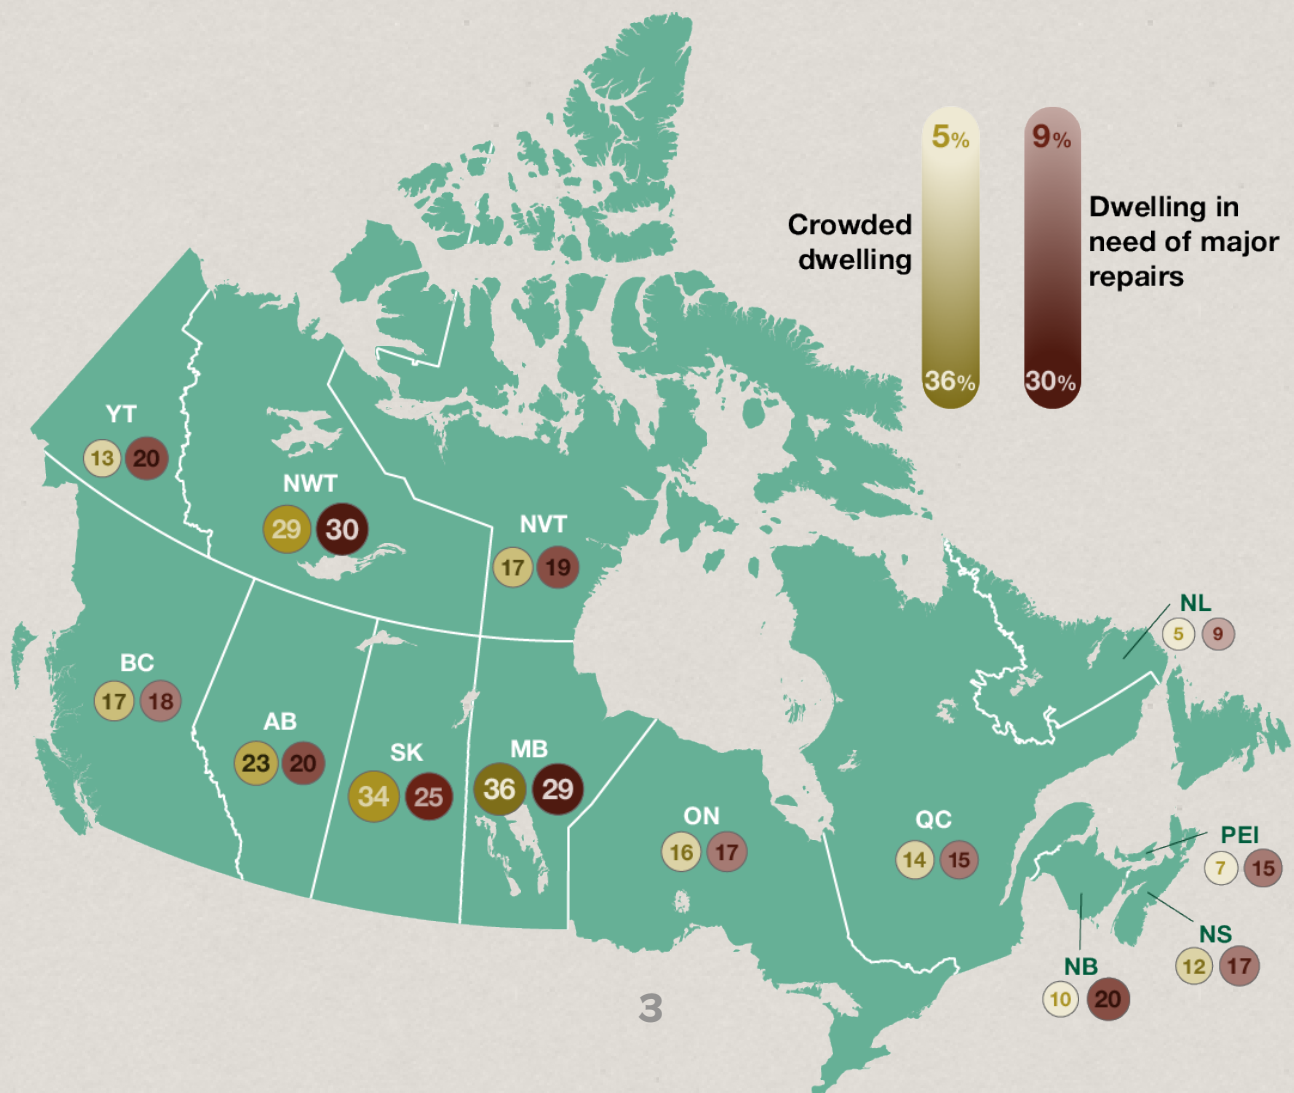 5%
9%
Crowded
dwelling
Dwelling in
need of major
repairs
36%
30%
YT
13 20
NWT
29 30
NVT
17 19
NL
5 9
BC
17 18
AB
23 20
SK
34 25
MB
36 29
ON
16 17
QC
14 15
PEI
7 15
NS
12 17
NB
10 20
3